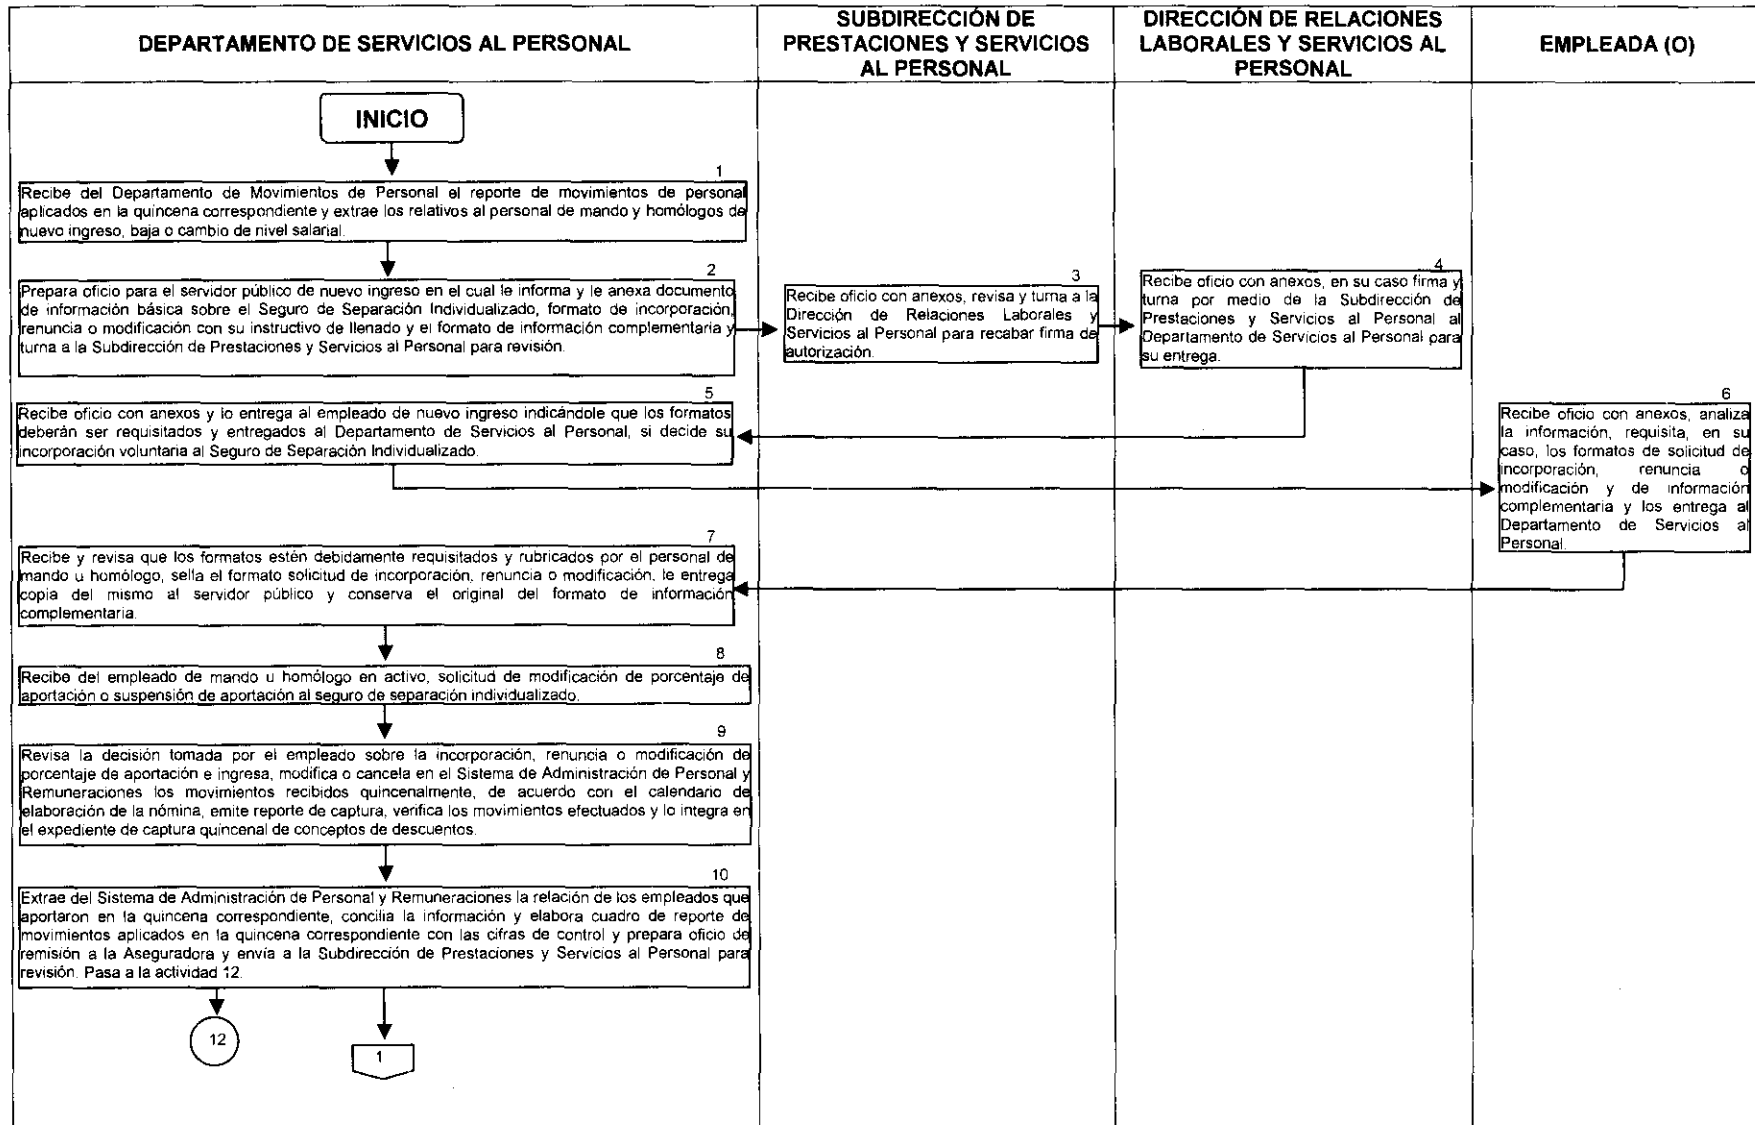 DEPARTAMENTO DE SERVICIOS AL PERSONAL
SUBDIRECCIÓN DE
PRESTACIONES Y SERVICIOS
AL PERSONAL
DIRECCIÓN DE RELACIONES
LABORALES Y SERVICIOS AL
PERSONAL
EMPLEADA (O)
INICIO
1
Recibe del Departamento de Movimientos de Personal el reporte de movimientos de personal
aplicados en la quincena correspondiente y extrae los relativos al personal de mando y homólogos de
nuevo ingreso, baja o cambio de nivel salarial.
2
Prepara oficio para el servidor público de nuevo ingreso en el cual le informa y le anexa documento
de información básica sobre el Seguro de Separación Individualizado, formato de incorporación,
renuncia o modificación con su instructivo de llenado y el formato de información complementaria y
turna a la Subdirección de Prestaciones y Servicios al Personal para revisión.
3
Recibe oficio con anexos, revisa y turna a la
Dirección de Relaciones Laborales y
Servicios al Personal para recabar firma de
autorización.
4
Recibe oficio con anexos, en su caso firma y
turna por medio de la Subdirección de
Prestaciones y Servicios al Personal al
Departamento de Servicios al Personal para
su entrega.
5
Recibe oficio con anexos y lo entrega al empleado de nuevo ingreso indicándole que los formatos
deberán ser requisitados y entregados al Departamento de Servicios al Personal, si decide su
incorporación voluntaria al Seguro de Separación Individualizado.
6
Recibe oficio con anexos, analiza
la información, requisita, en su
caso, los formatos de solicitud de
incorporación, renuncia o
modificación y de información
complementaria y los entrega al
Departamento de Servicios al
Personal.
7
Recibe y revisa que los formatos estén debidamente requisitados y rubricados por el personal de
mando u homólogo, sella el formato solicitud de incorporación, renuncia o modificación, le entrega
copia del mismo al servidor público y conserva el original del formato de información
complementaria.
8
Recibe del empleado de mando u homólogo en activo, solicitud de modificación de porcentaje de
aportación o suspensión de aportación al seguro de separación individualizado.
9
Revisa la decisión tomada por el empleado sobre la incorporación, renuncia o modificación de
porcentaje de aportación e ingresa, modifica o cancela en el Sistema de Administración de Personal y
Remuneraciones los movimientos recibidos quincenalmente, de acuerdo con el calendario de
elaboración de la nómina, emite reporte de captura, verifica los movimientos efectuados y lo integra en
el expediente de captura quincenal de conceptos de descuentos.
10
Extrae del Sistema de Administración de Personal y Remuneraciones la relación de los empleados que
aportaron en la quincena correspondiente, concilia la información y elabora cuadro de reporte de
movimientos aplicados en la quincena correspondiente con las cifras de control y prepara oficio de
remisión a la Aseguradora y envía a la Subdirección de Prestaciones y Servicios al Personal para
revisión. Pasa a la actividad 12.
12
1